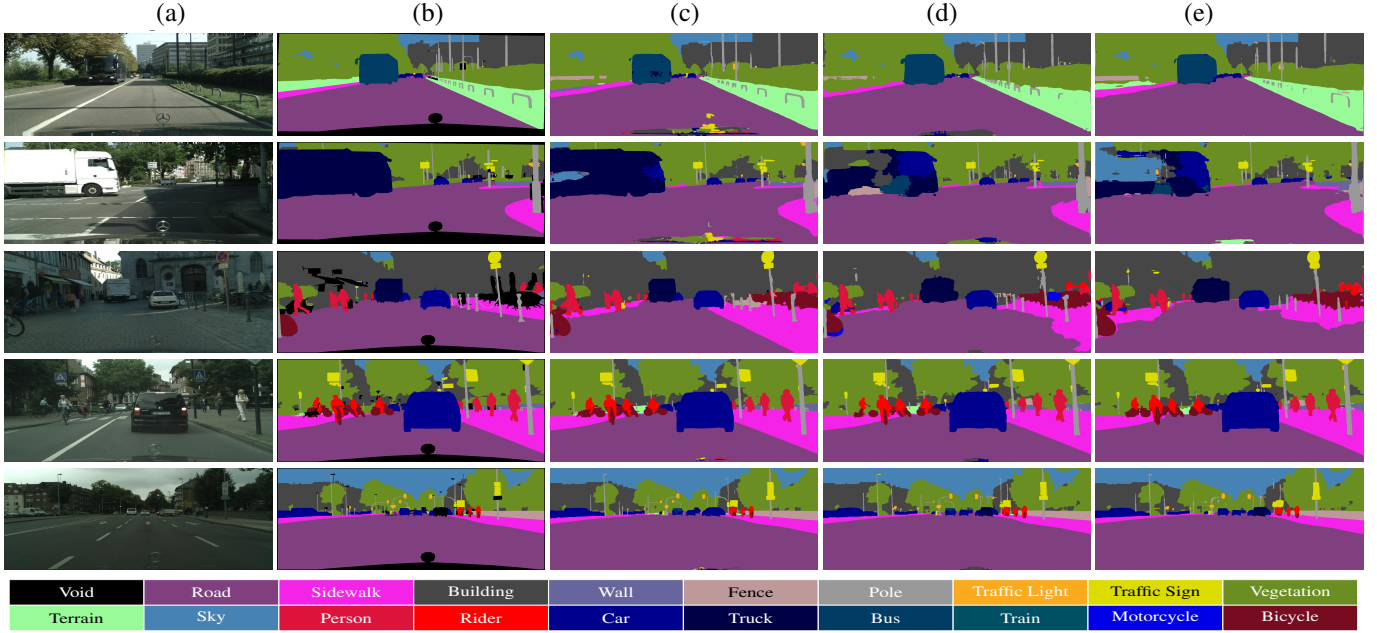 (a) (b) (c) (d) (e)
Void Road Sidewalk Building Wall Fence Pole Traffic Light Traffic Sign Vegetation
Terrain Sky Person Rider Car Truck Bus Train Motorcycle Bicycle